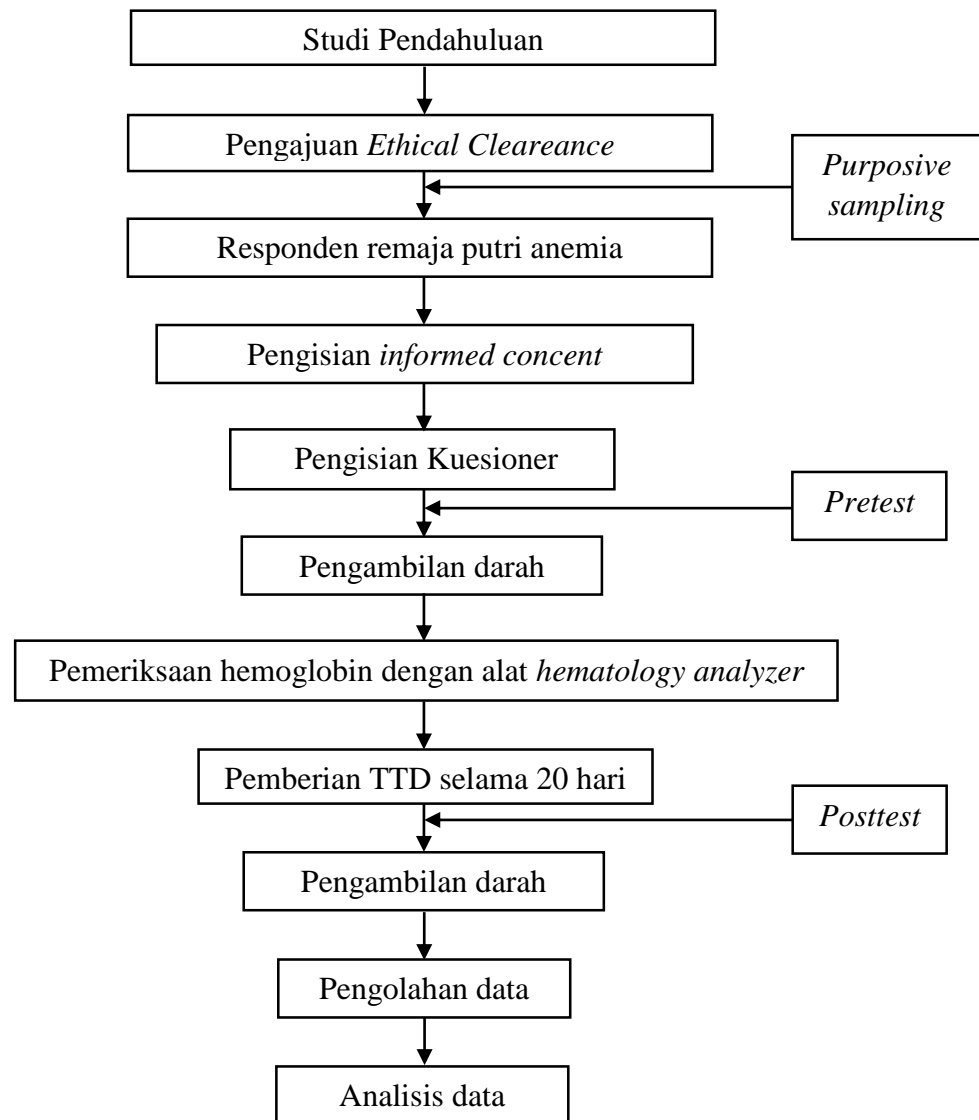 Studi Pendahuluan
Pengajuan Ethical Cleareance
Purposive
sampling
Responden remaja putri anemia
Pengisian informed concent
Pengisian Kuesioner
Pretest
Pengambilan darah
Pemeriksaan hemoglobin dengan alat hematology analyzer
Pemberian TTD selama 20 hari
Posttest
Pengambilan darah
Pengolahan data
Analisis data